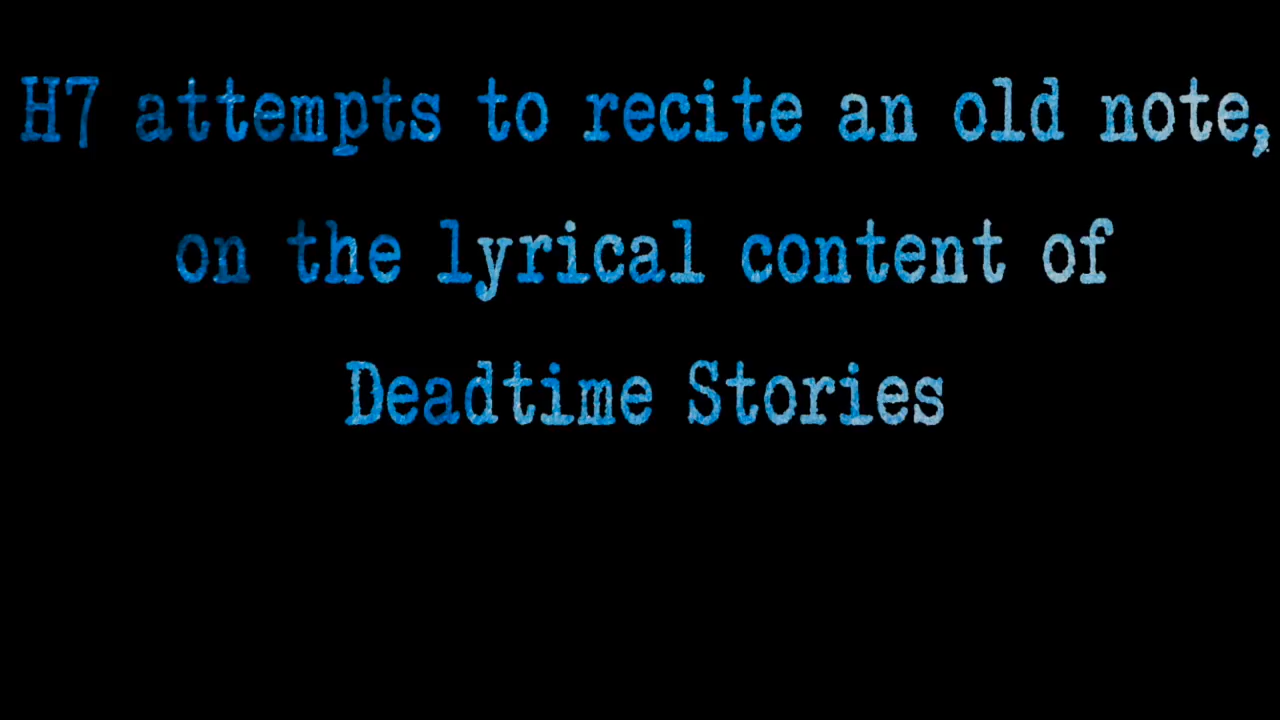 H7 attempts to recite an old note,
on the lyrical content of
Deadtime Stories